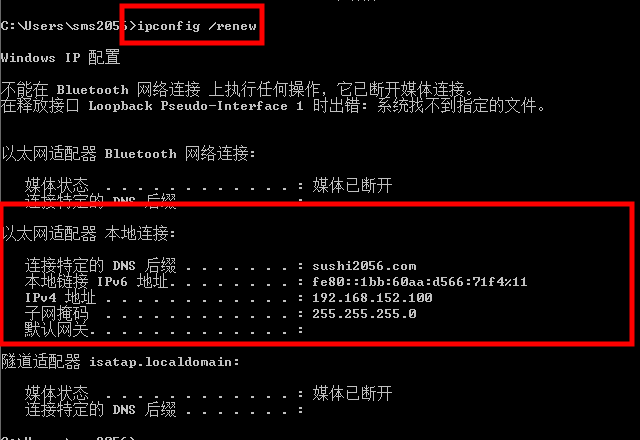 C:\Users\sms2056>ipconfig /renew
Windows IP 配置
不能在 Bluetooth 网络连接 上执行任何操作，它已断开媒体连接。
在释放接口 Loopback Pseudo-Interface 1 时出错: 系统找不到指定的文件。
以太网适配器 Bluetooth 网络连接:
媒体状态 . . . . . . . . . . . . : 媒体已断开
连接特定的 DNS 后缀 . . . . . . . :
以太网适配器 本地连接:
连接特定的 DNS 后缀 . . . . . . . : sushi2056.com
本地链接 IPv6 地址. . . . . . . . : fe80::1bb:60aa:d566:71f4%11
IPv4 地址 . . . . . . . . . . . . : 192.168.152.100
子网掩码 . . . . . . . . . . . . : 255.255.255.0
默认网关. . . . . . . . . . . . . :
隧道适配器 isatap.localdomain:
媒体状态 . . . . . . . . . . . . : 媒体已断开
连接特定的 DNS 后缀 . . . . . . . :